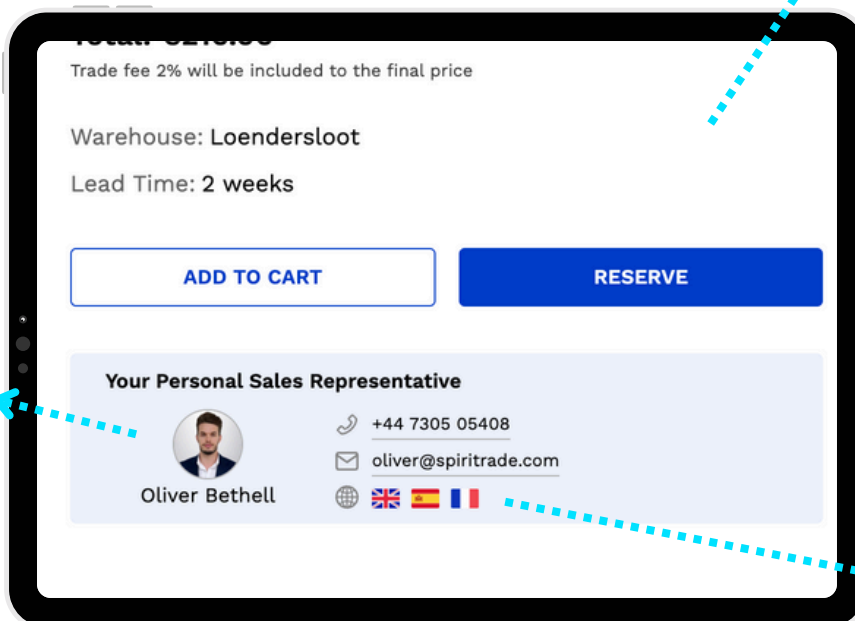 Trade fee 2% will be included to the final price
Warehouse: Loendersloot
Lead Time: 2 weeks
ADD TO CART
RESERVE
Your Personal Sales Representative
+44 7305 05408
oliver@spiritrade.com
Oliver Bethell